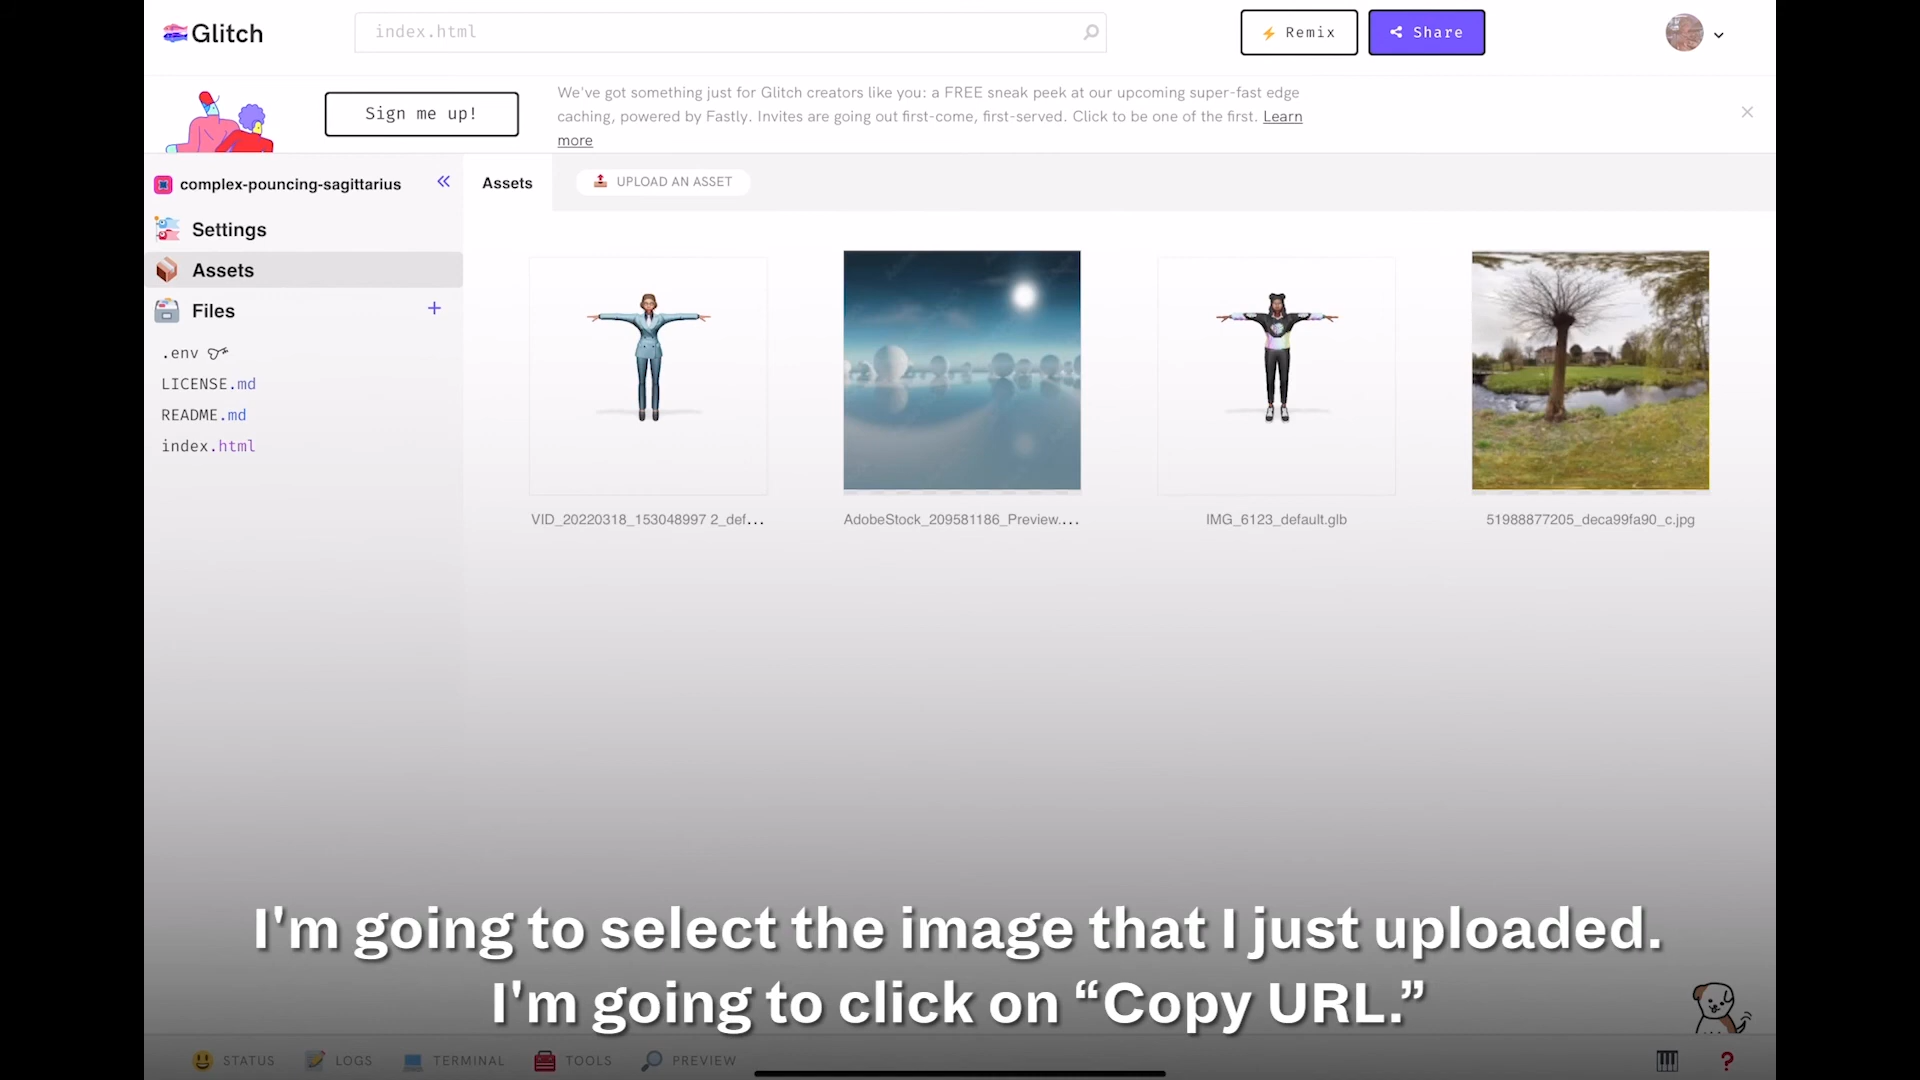 Glitch
index.html
Remix
Share
Sign me up!
We've got something just for Glitch creators like you: a FREE sneak peek at our upcoming super-fast edge
caching, powered by Fastly. Invites are going out first-come, first-served. Click to be one of the first. Learn
more
complex-pouncing-sagittarius
Assets
UPLOAD AN ASSET
Settings
Assets
Files
.env
LICENSE.md
README.md
index.html
VID_20220318_153048997 2_def...
AdobeStock_209581186_Preview....
IMG_6123_default.glb
51988877205_deca99fa90_c.jpg
I'm going to select the image that I just uploaded.
I'm going to click on “Copy URL.”
STATUS
LOGS
TERMINAL
TOOLS
PREVIEW
?